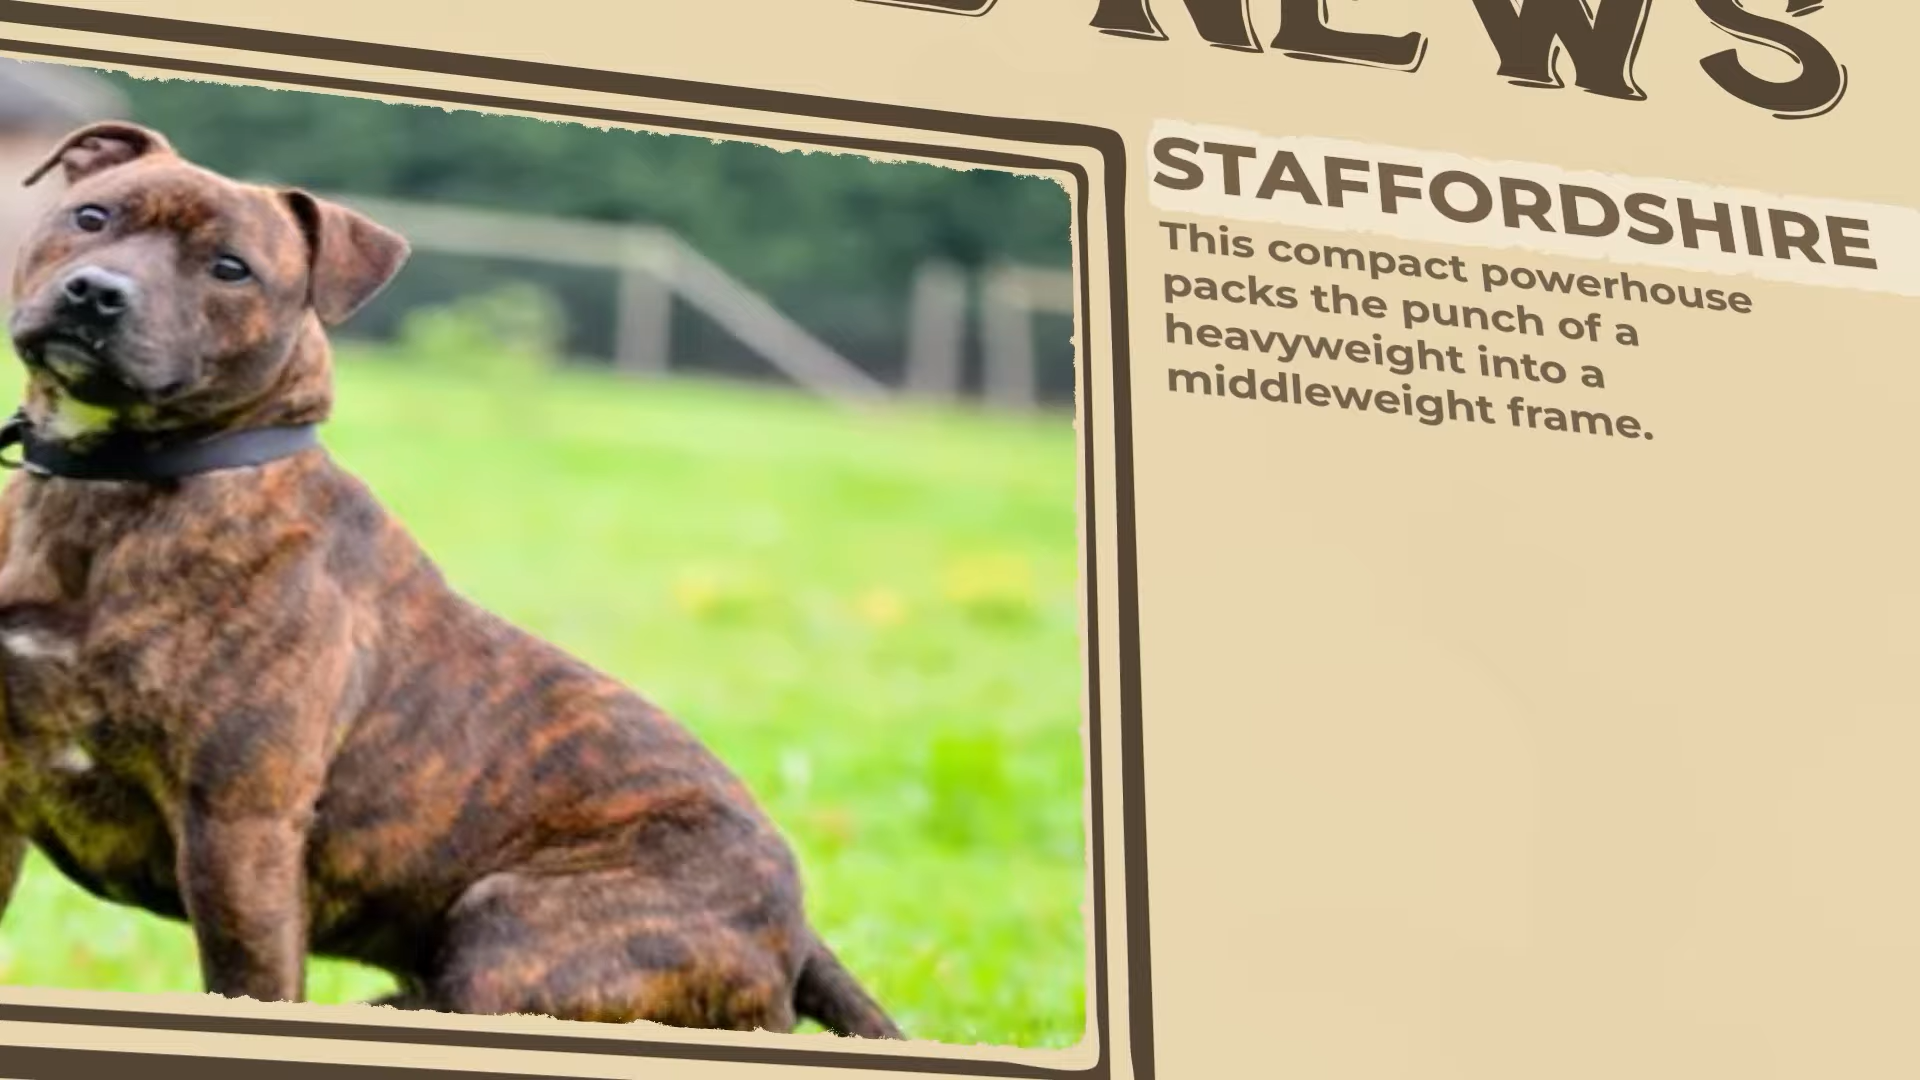 NEWS
STAFFORDSHIRE
This compact powerhouse
packs the punch of a
heavyweight into a
middleweight frame.